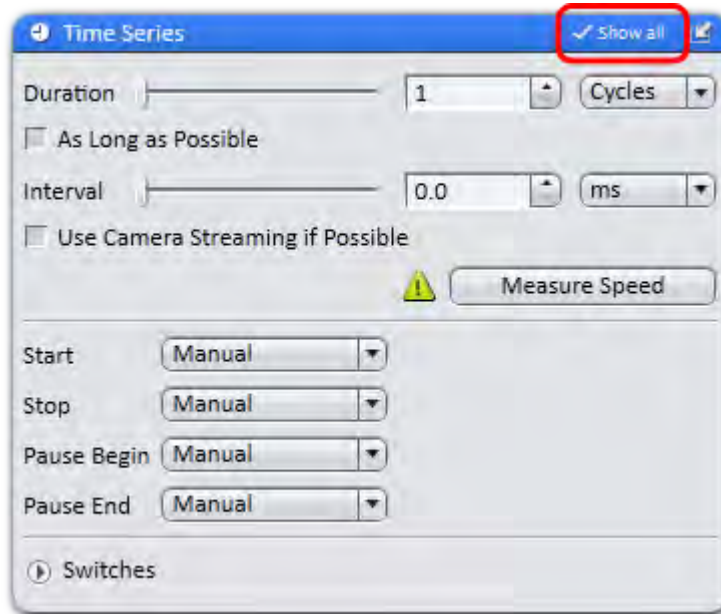 Time Series Show all
Duration 1 Cycles
As Long as Possible
Interval 0.0 ms
Use Camera Streaming if Possible
Measure Speed
Start Manual
Stop Manual
Pause Begin Manual
Pause End Manual
Switches